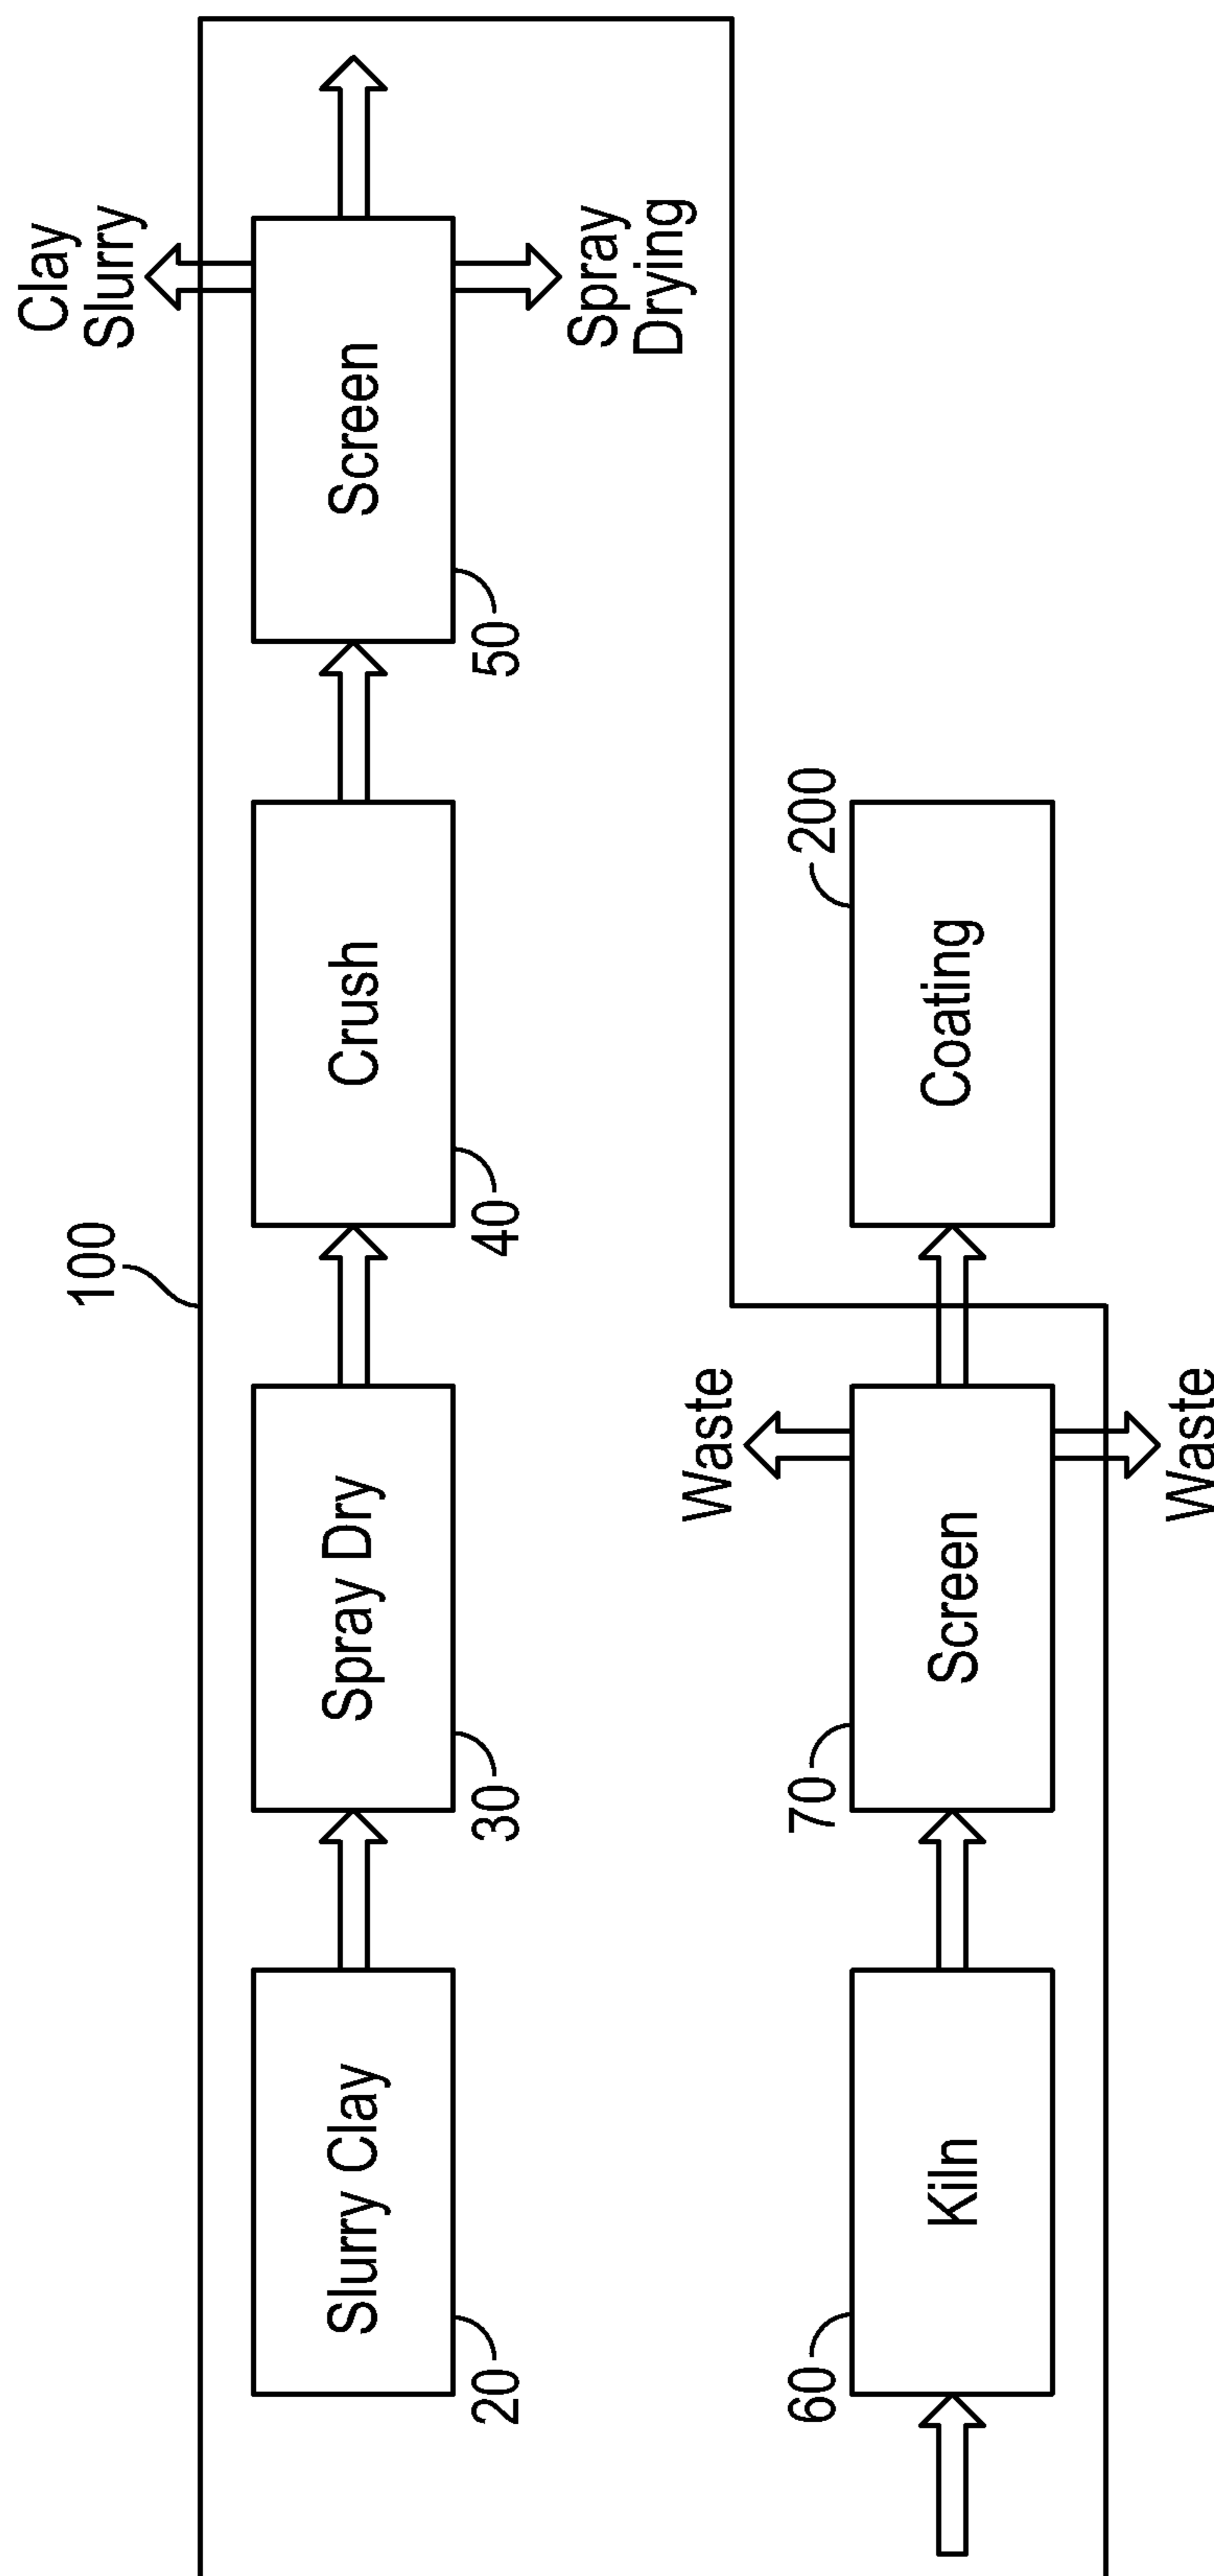 100
Slurry Clay
20
Spray Dry
30
Crush
40
Screen
50
Clay
Slurry
Spray
Drying
Kiln
60
Screen
70
Waste
Waste
Coating
200